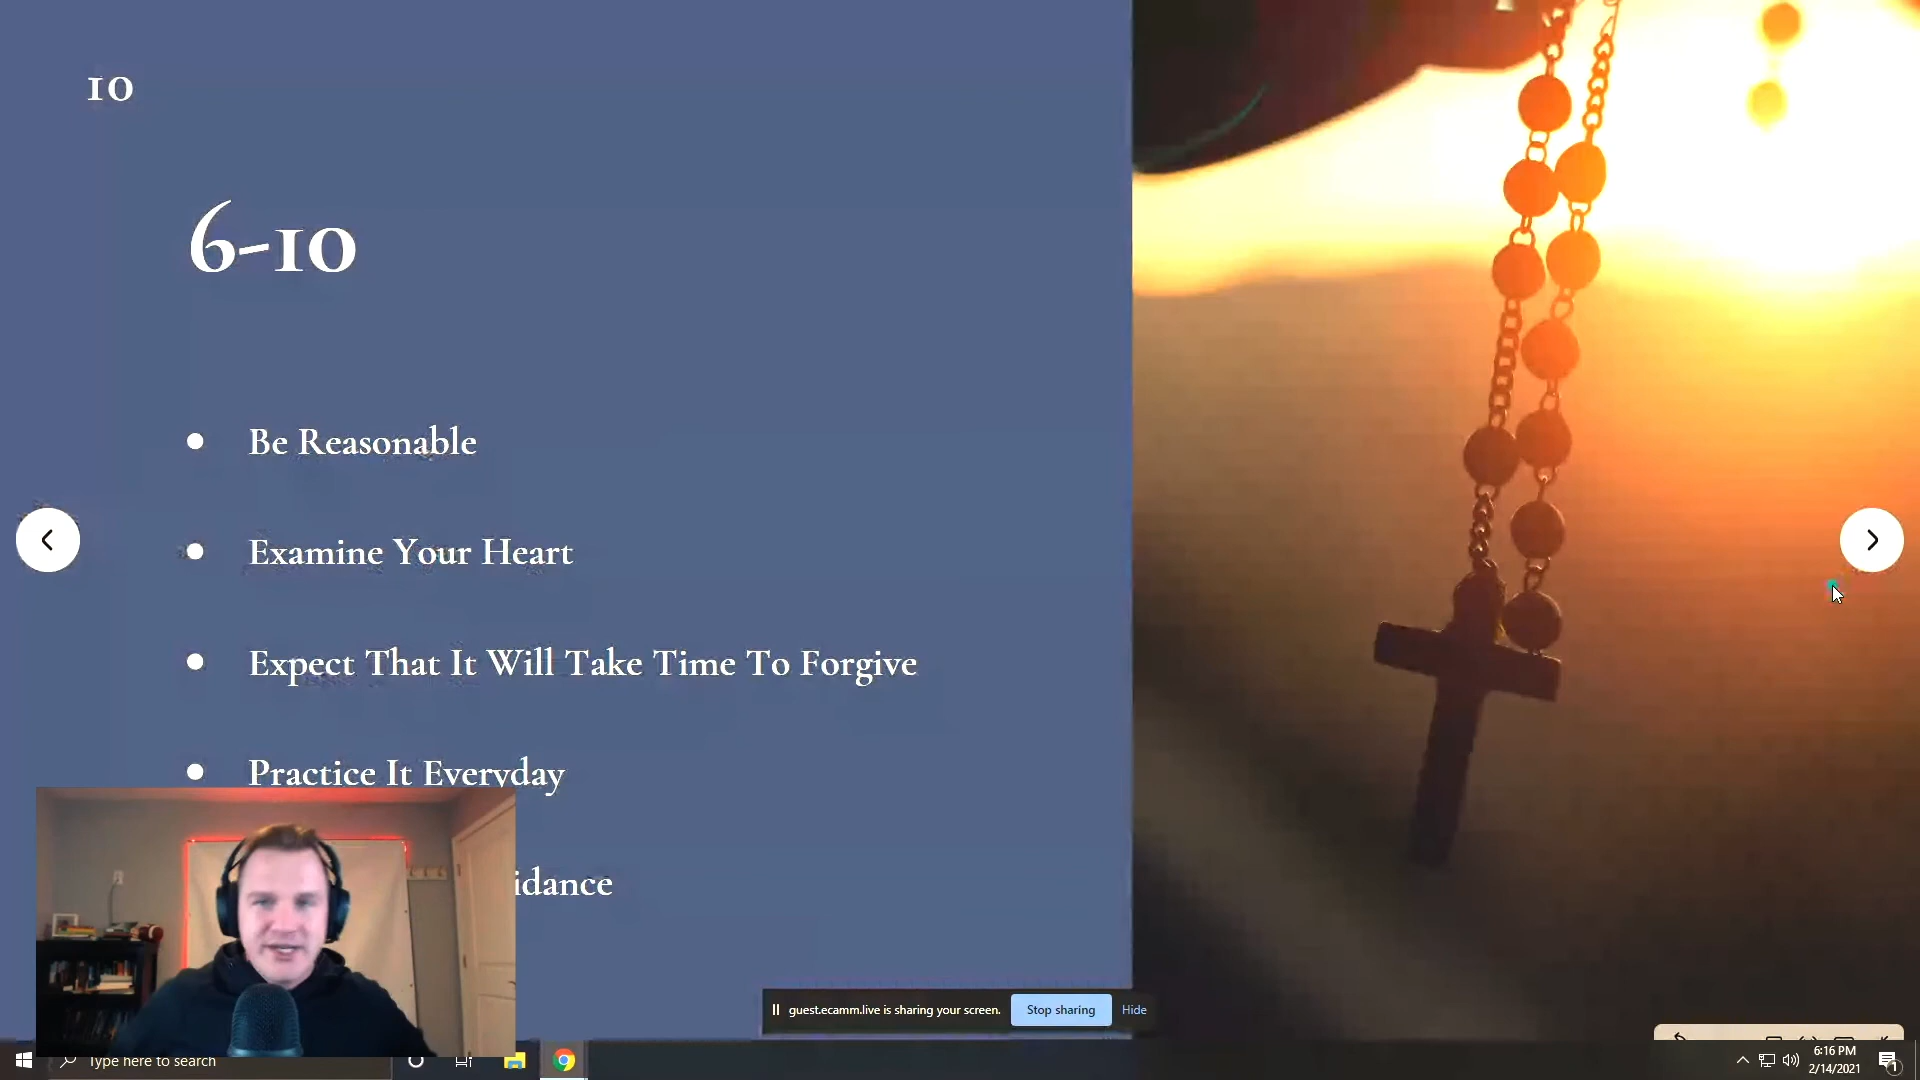 10
6-10
Be Reasonable
Examine Your Heart
Expect That It Will Take Time To Forgive
Practice It Everyday
guest.ecamm.live is sharing your screen. Stop sharing Hide
Type here to search
6:16 PM
2/14/2021
1